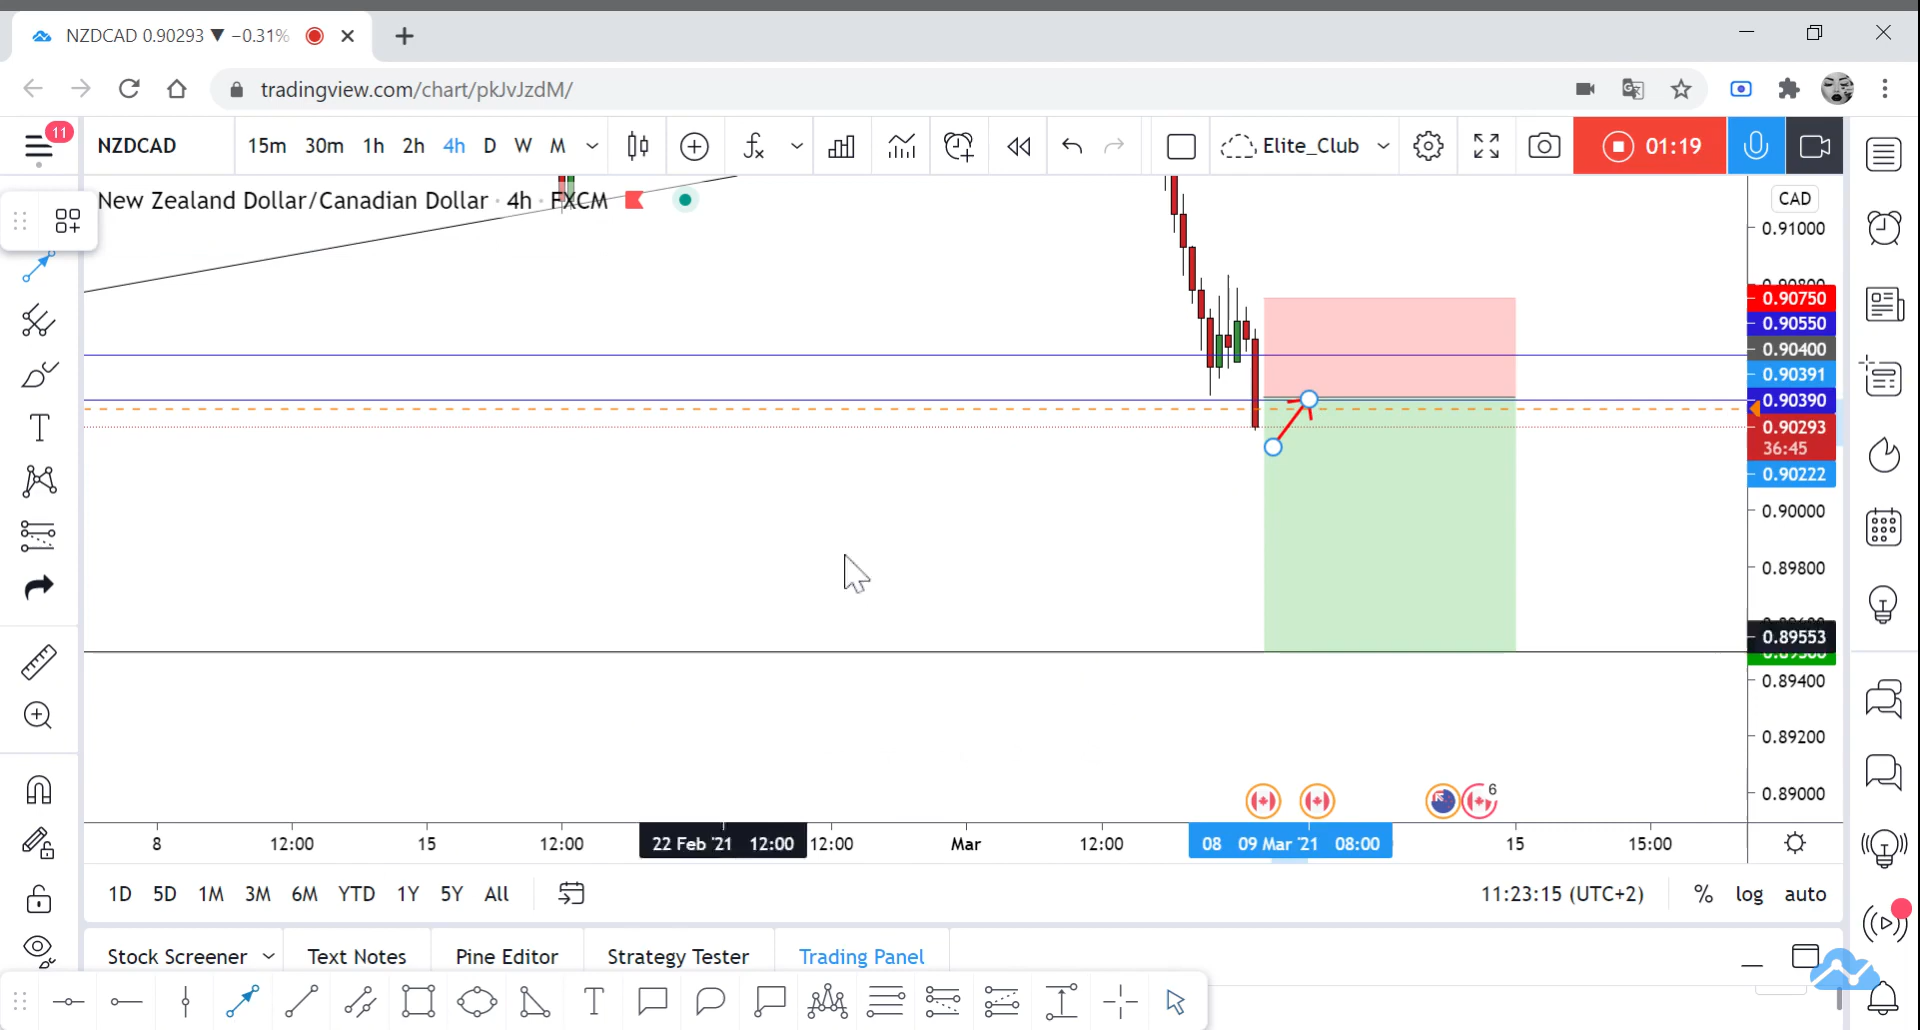 NZDCAD 0.90293 ▼ −0.31%
tradingview.com/chart/pkJvJzdM/
11
NZDCAD 15m 30m 1h 2h 4h D W M Elite_Club 01:19
New Zealand Dollar/Canadian Dollar · 4h · FXCM
CAD
0.91000
0.90750
0.90550
0.90400
0.90391
0.90390
0.90293
36:45
0.90222
0.90000
0.89800
0.89553
0.89400
0.89200
0.89000
6
8 12:00 15 12:00 22 Feb '21 12:00 12:00 Mar 12:00 08 09 Mar '21 08:00 15 15:00
1D 5D 1M 3M 6M YTD 1Y 5Y All 11:23:15 (UTC+2) % log auto
Stock Screener Text Notes Pine Editor Strategy Tester Trading Panel